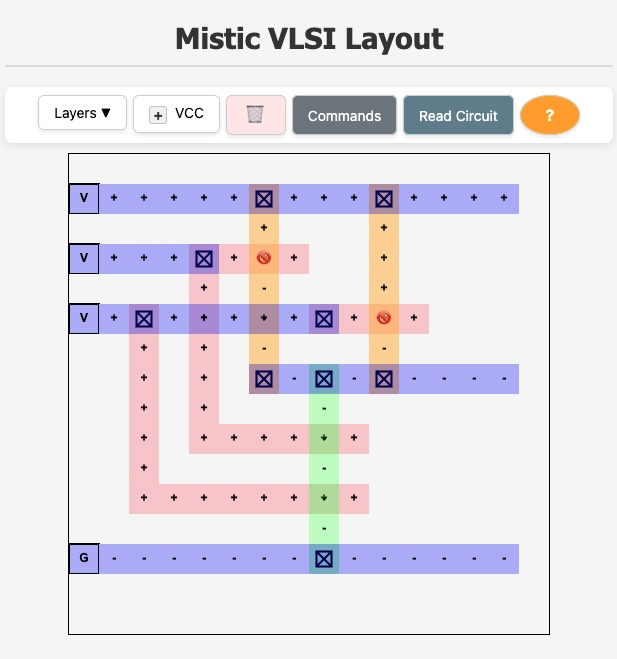 Mistic VLSI Layout
Layers ▼ + VCC Commands Read Circuit ?
V + + + + + + + + + + + +
+ +
V + + + + + +
+ - +
V + + + + ↓ + + +
+ + - -
+ + - - - - - -
+ + -
+ + + + + ↓ +
+ -
+ + + + + + ↓ +
-
G - - - - - - - - - - - - -